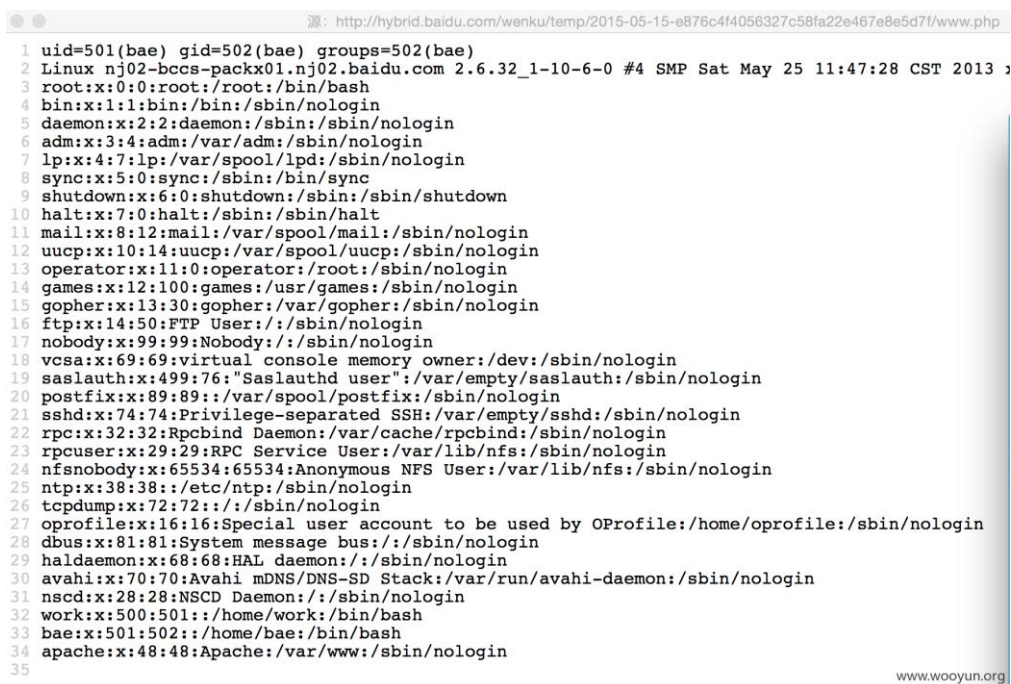 源: http://hybrid.baidu.com/wenku/temp/2015-05-15-e876c4f4056327c58fa22e467e8e5d7f/www.php
1 uid=501(bae) gid=502(bae) groups=502(bae)
2 Linux nj02-bccs-packx01.nj02.baidu.com 2.6.32_1-10-6-0 #4 SMP Sat May 25 11:47:28 CST 2013 x
3 root:x:0:0:root:/root:/bin/bash
4 bin:x:1:1:bin:/bin:/sbin/nologin
5 daemon:x:2:2:daemon:/sbin:/sbin/nologin
6 adm:x:3:4:adm:/var/adm:/sbin/nologin
7 lp:x:4:7:lp:/var/spool/lpd:/sbin/nologin
8 sync:x:5:0:sync:/sbin:/bin/sync
9 shutdown:x:6:0:shutdown:/sbin:/sbin/shutdown
10 halt:x:7:0:halt:/sbin:/sbin/halt
11 mail:x:8:12:mail:/var/spool/mail:/sbin/nologin
12 uucp:x:10:14:uucp:/var/spool/uucp:/sbin/nologin
13 operator:x:11:0:operator:/root:/sbin/nologin
14 games:x:12:100:games:/usr/games:/sbin/nologin
15 gopher:x:13:30:gopher:/var/gopher:/sbin/nologin
16 ftp:x:14:50:FTP User:/:/sbin/nologin
17 nobody:x:99:99:Nobody:/:/sbin/nologin
18 vcsa:x:69:69:virtual console memory owner:/dev:/sbin/nologin
19 saslauth:x:499:76:"Saslauthd user":/var/empty/saslauth:/sbin/nologin
20 postfix:x:89:89::/var/spool/postfix:/sbin/nologin
21 sshd:x:74:74:Privilege-separated SSH:/var/empty/sshd:/sbin/nologin
22 rpc:x:32:32:Rpcbind Daemon:/var/cache/rpcbind:/sbin/nologin
23 rpcuser:x:29:29:RPC Service User:/var/lib/nfs:/sbin/nologin
24 nfsnobody:x:65534:65534:Anonymous NFS User:/var/lib/nfs:/sbin/nologin
25 ntp:x:38:38::/etc/ntp:/sbin/nologin
26 tcpdump:x:72:72::/:/sbin/nologin
27 oprofile:x:16:16:Special user account to be used by OProfile:/home/oprofile:/sbin/nologin
28 dbus:x:81:81:System message bus:/:/sbin/nologin
29 haldaemon:x:68:68:HAL daemon:/:/sbin/nologin
30 avahi:x:70:70:Avahi mDNS/DNS-SD Stack:/var/run/avahi-daemon:/sbin/nologin
31 nscd:x:28:28:NSCD Daemon:/:/sbin/nologin
32 work:x:500:501::/home/work:/bin/bash
33 bae:x:501:502::/home/bae:/bin/bash
34 apache:x:48:48:Apache:/var/www:/sbin/nologin
35
www.wooyun.org